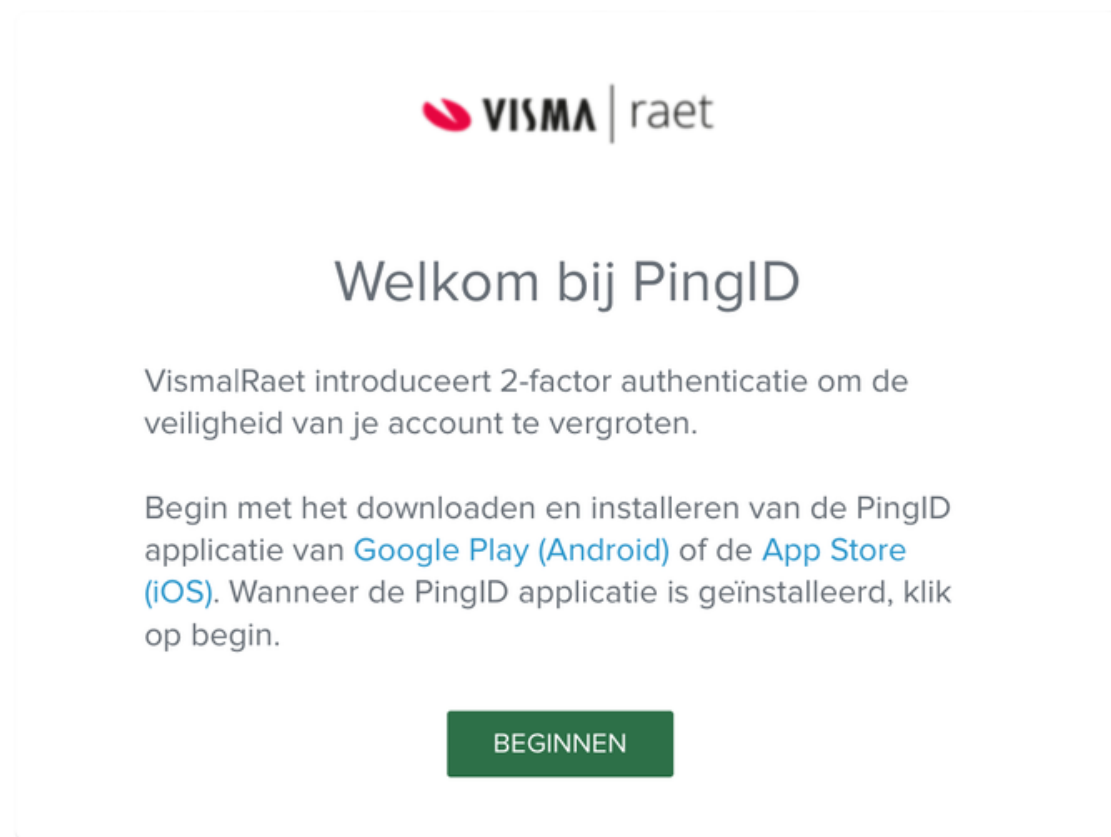 VISMA | raet
Welkom bij PingID
Visma|Raet introduceert 2-factor authenticatie om de
veiligheid van je account te vergroten.
Begin met het downloaden en installeren van de PingID
applicatie van Google Play (Android) of de App Store
(iOS). Wanneer de PingID applicatie is geïnstalleerd, klik
op begin.
BEGINNEN